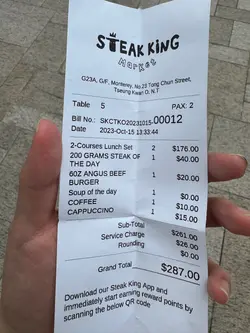 STEAK KING
Market
G23A, G/F, Monterey, No.23 Tong Chun Street,
Tseung Kwan O, N.T
Table 5 PAX: 2
Bill No.: SKCTKO20231015-00012
Date 2023-Oct-15 13:33:44
2-Courses Lunch Set 2 $176.00
200 GRAMS STEAK OF THE DAY 1 $40.00
6OZ ANGUS BEEF BURGER 1 $20.00
Soup of the day 1 $0.00
COFFEE 1 $10.00
CAPPUCCINO 1 $15.00
Sub-Total $261.00
Service Charge $26.00
Rounding $0.00
Grand Total $287.00
Download our Steak King App and
immediately start earning reward points by
scanning the below QR code